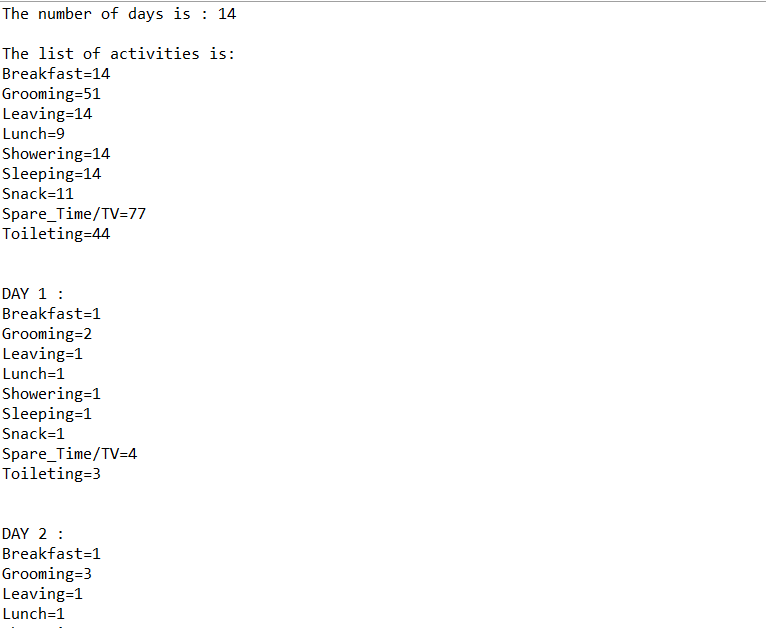 The number of days is : 14
The list of activities is:
Breakfast=14
Grooming=51
Leaving=14
Lunch=9
Showering=14
Sleeping=14
Snack=11
Spare_Time/TV=77
Toileting=44
DAY 1 :
Breakfast=1
Grooming=2
Leaving=1
Lunch=1
Showering=1
Sleeping=1
Snack=1
Spare_Time/TV=4
Toileting=3
DAY 2 :
Breakfast=1
Grooming=3
Leaving=1
Lunch=1